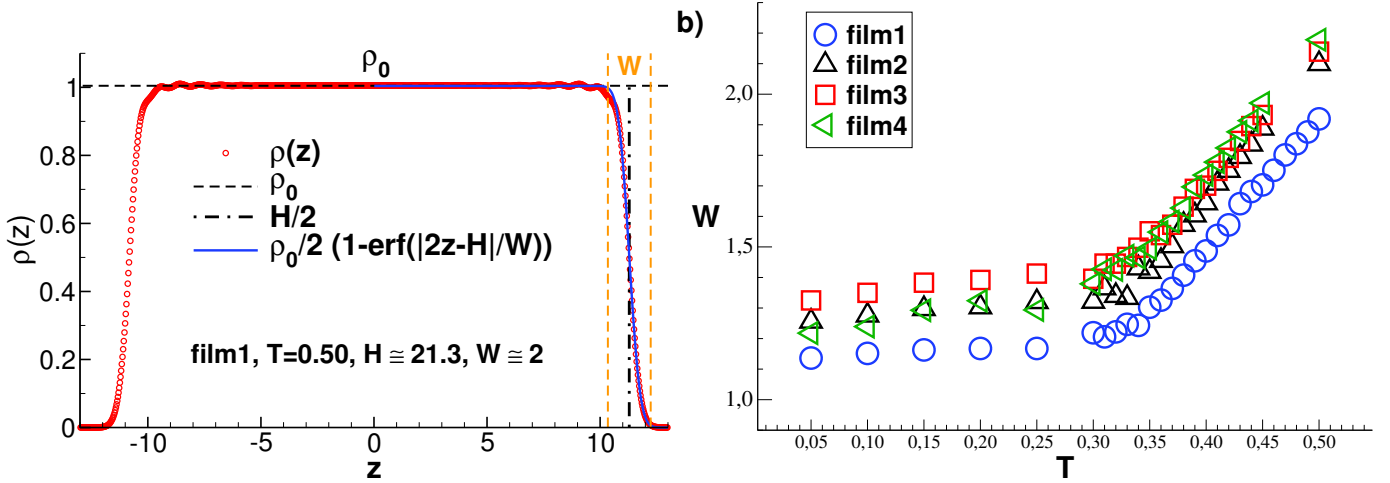 b)
ρ₀
W
1
0.8
0.6
0.4
0.2
0
ρ(z)
ρ(z)
ρ₀
H/2
ρ₀/2 (1-erf(|2z-H|/W))
film1, T=0.50, H ≅ 21.3, W ≅ 2
-10
-5
0
5
10
z
film1
film2
film3
film4
2,0
1,5
1,0
W
0,05
0,10
0,15
0,20
0,25
0,30
0,35
0,40
0,45
0,50
T